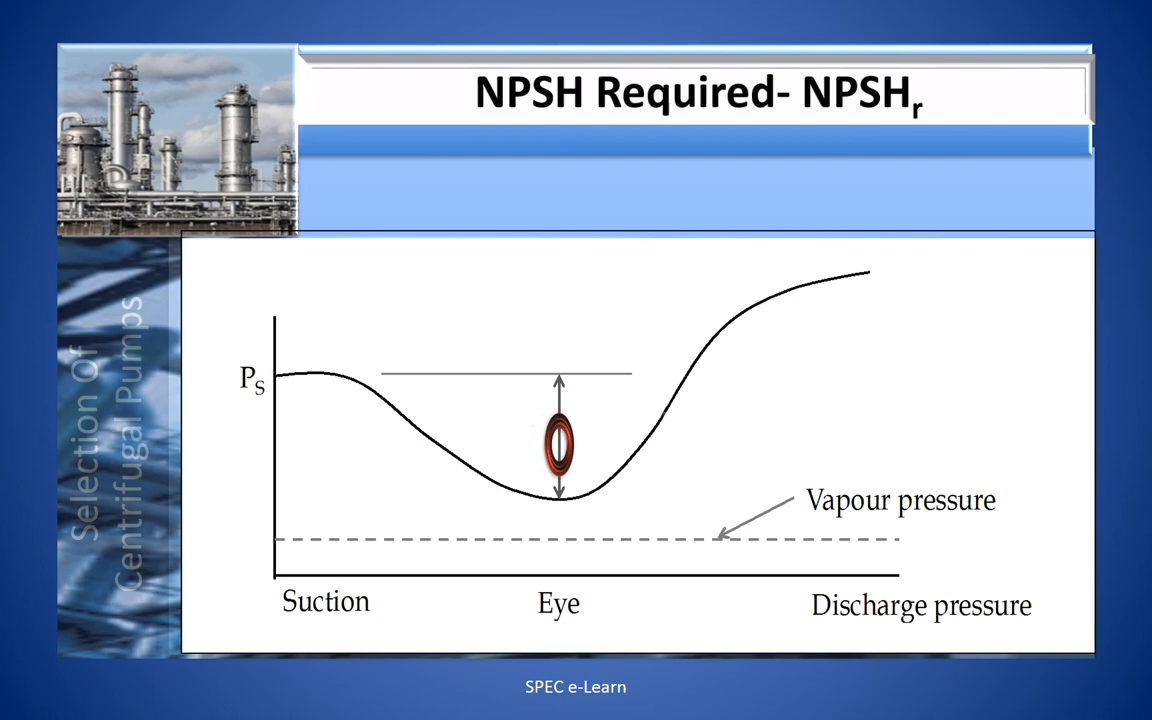 NPSH Required- NPSHr
Selection Of
Centrifugal Pumps
PS
Vapour pressure
Suction
Eye
Discharge pressure
SPEC e-Learn